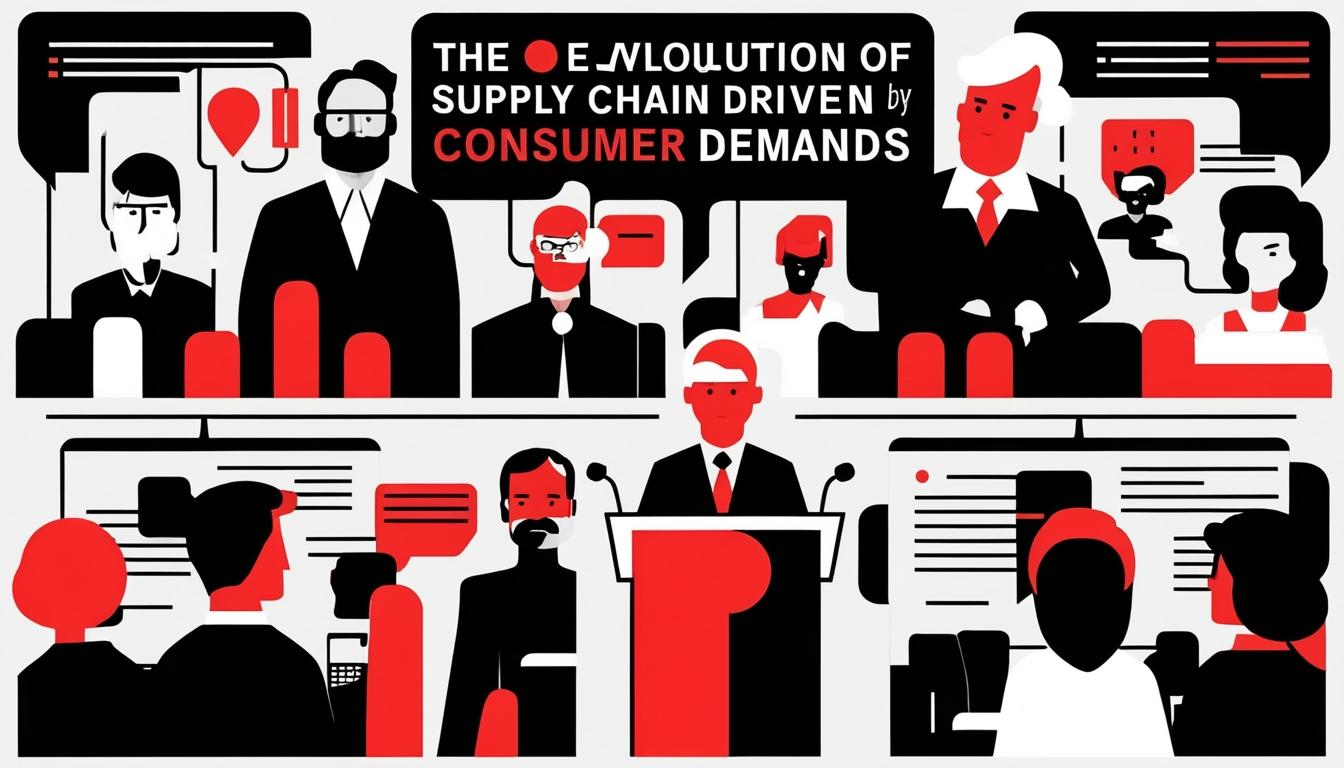 THE E OF
SUPPLY CHAIN DRIVEN by
CONSUMER DEMANDS